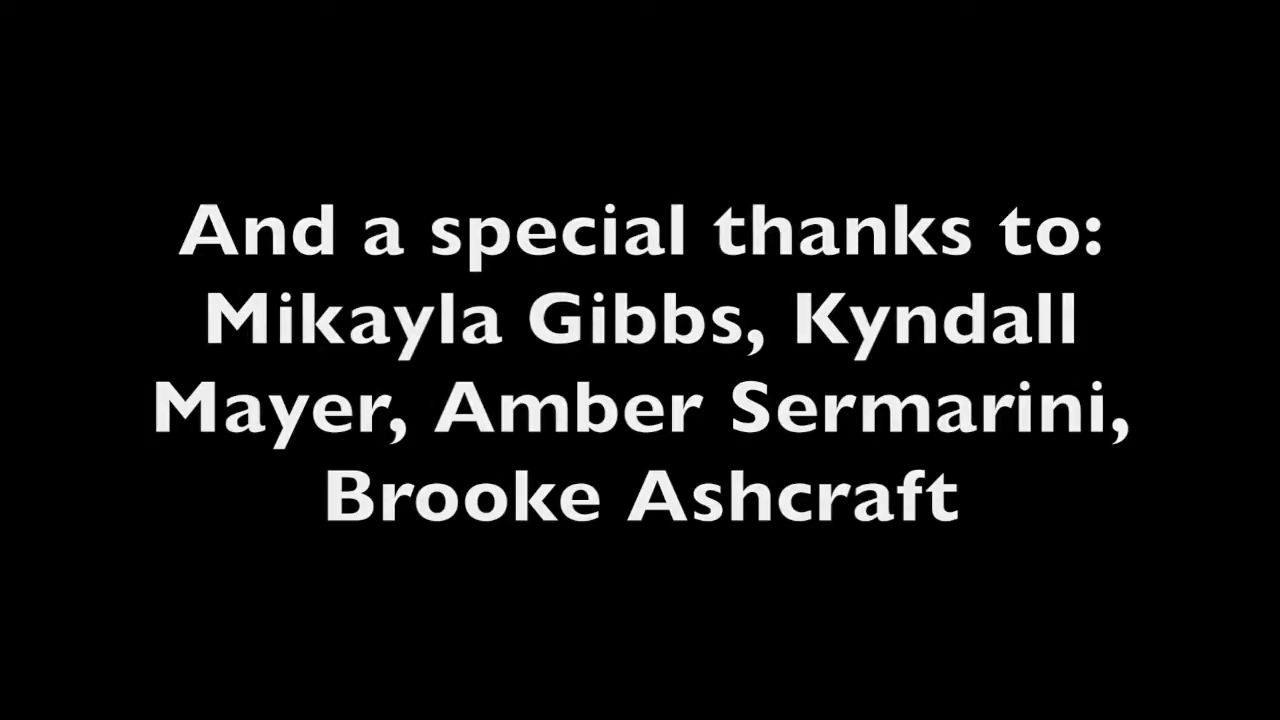 And a special thanks to:
Mikayla Gibbs, Kyndall
Mayer, Amber Sermarini,
Brooke Ashcraft